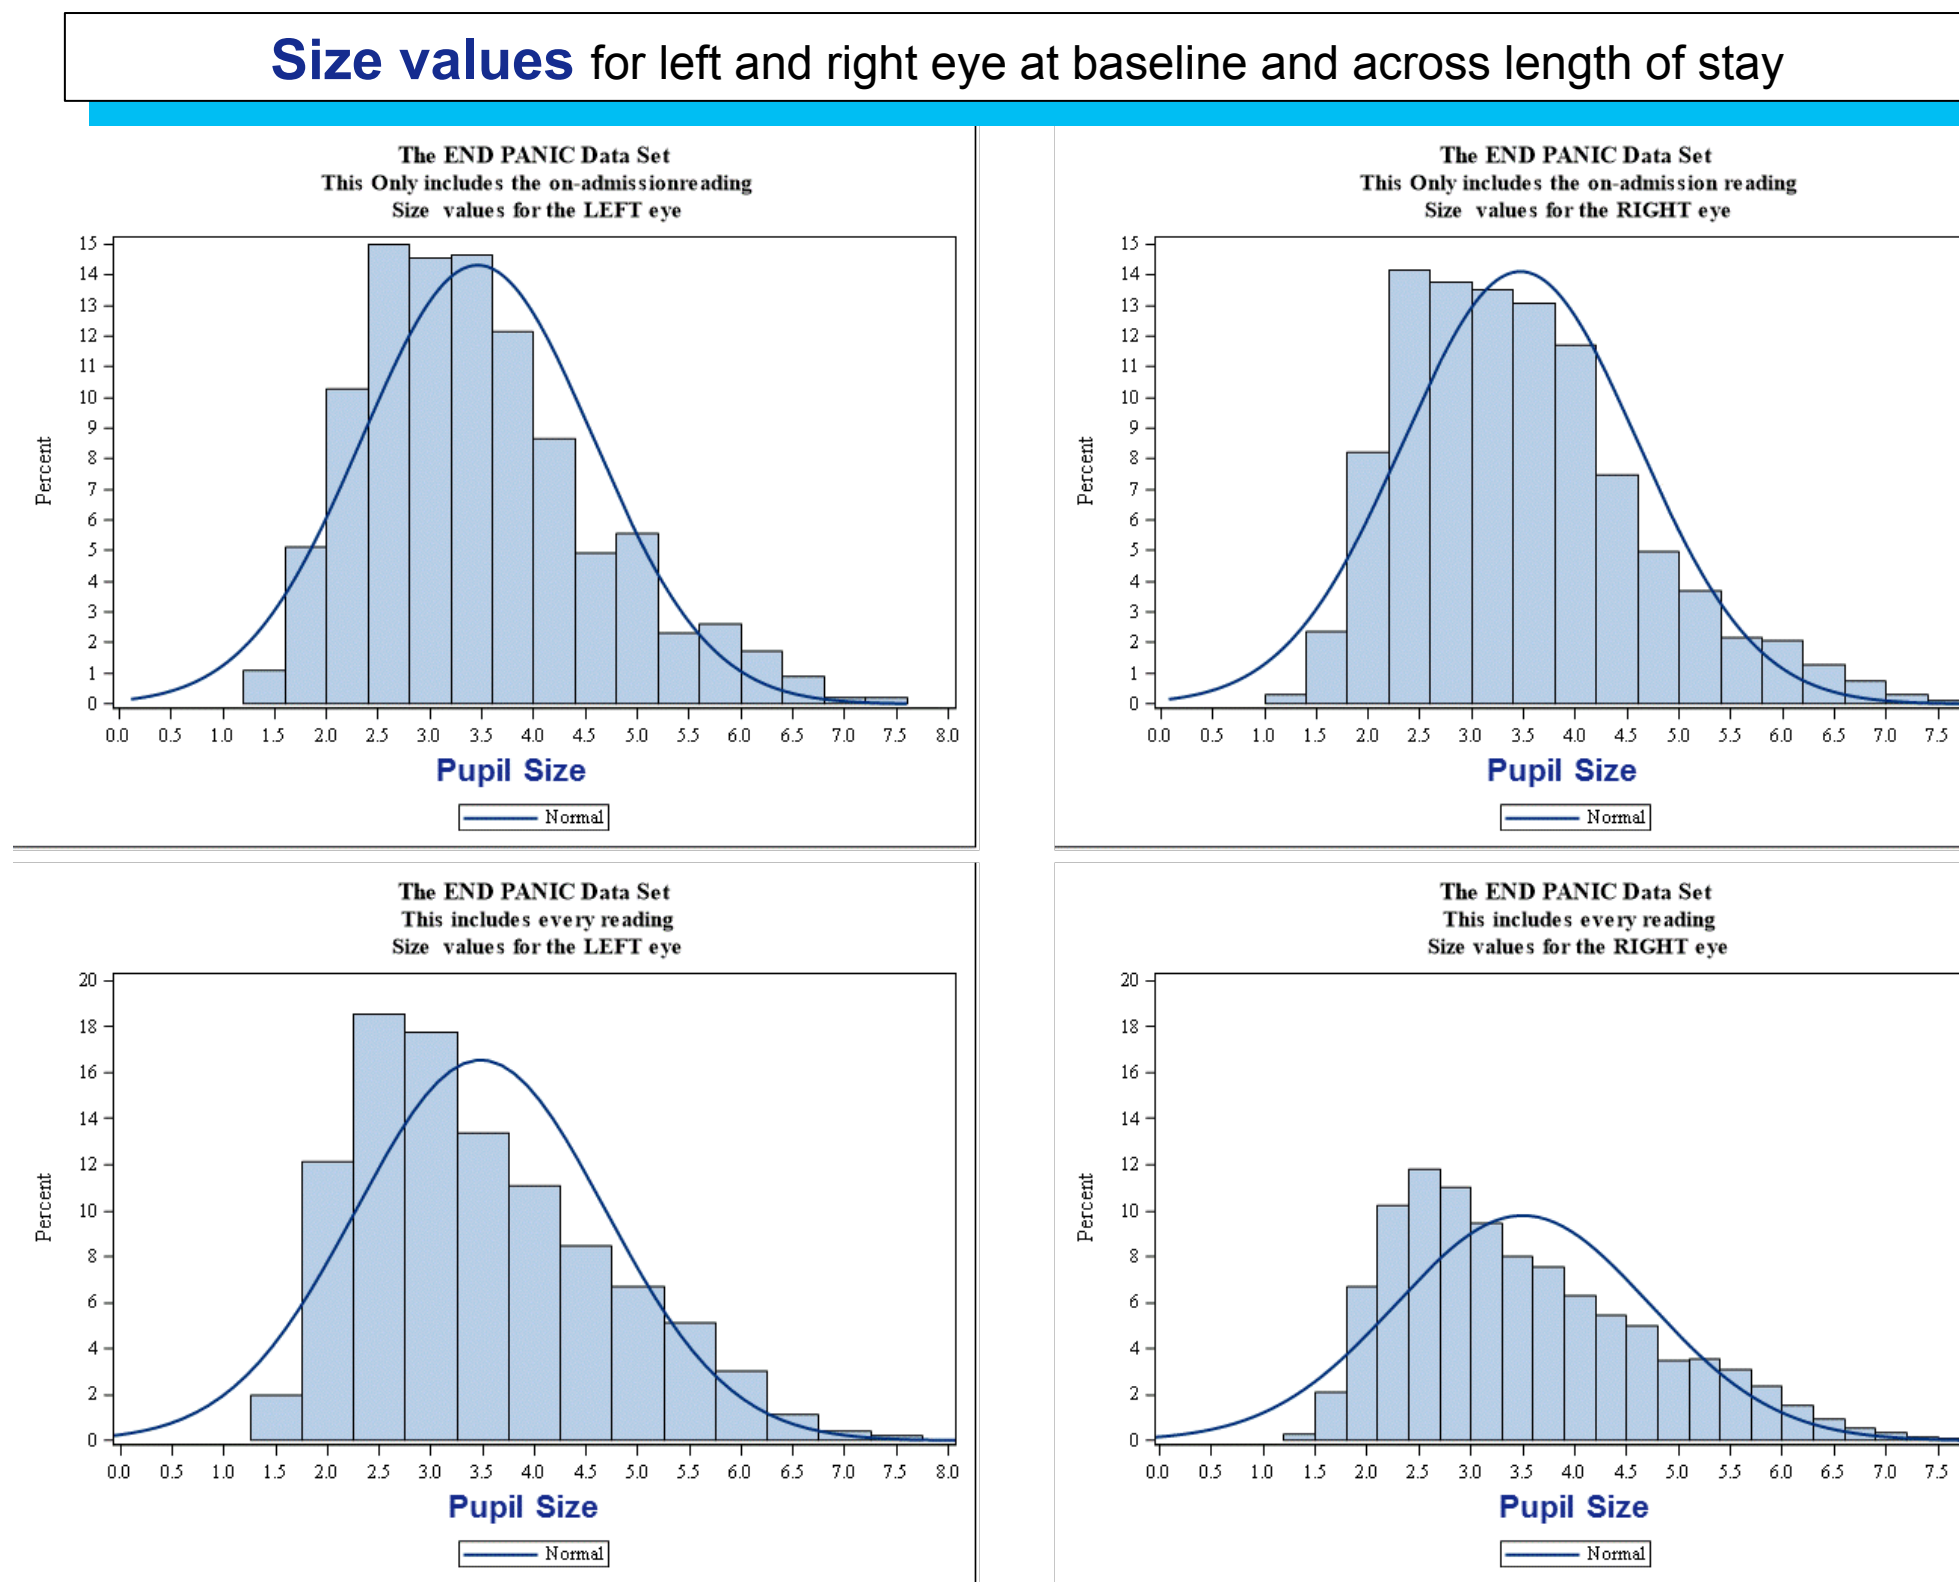 Size values for left and right eye at baseline and across length of stay
The END PANIC Data Set
This Only includes the on-admissionreading
Size values for the LEFT eye
15
14
13
12
11
10
9
8
7
6
5
4
3
2
1
0
Percent
0.0 0.5 1.0 1.5 2.0 2.5 3.0 3.5 4.0 4.5 5.0 5.5 6.0 6.5 7.0 7.5 8.0
Pupil Size
Normal
The END PANIC Data Set
This Only includes the on-admission reading
Size values for the RIGHT eye
15
14
13
12
11
10
9
8
7
6
5
4
3
2
1
0
Percent
0.0 0.5 1.0 1.5 2.0 2.5 3.0 3.5 4.0 4.5 5.0 5.5 6.0 6.5 7.0 7.5
Pupil Size
Normal
The END PANIC Data Set
This includes every reading
Size values for the LEFT eye
20
18
16
14
12
10
8
6
4
2
0
Percent
0.0 0.5 1.0 1.5 2.0 2.5 3.0 3.5 4.0 4.5 5.0 5.5 6.0 6.5 7.0 7.5 8.0
Pupil Size
Normal
The END PANIC Data Set
This includes every reading
Size values for the RIGHT eye
20
18
16
14
12
10
8
6
4
2
0
Percent
0.0 0.5 1.0 1.5 2.0 2.5 3.0 3.5 4.0 4.5 5.0 5.5 6.0 6.5 7.0 7.5
Pupil Size
Normal